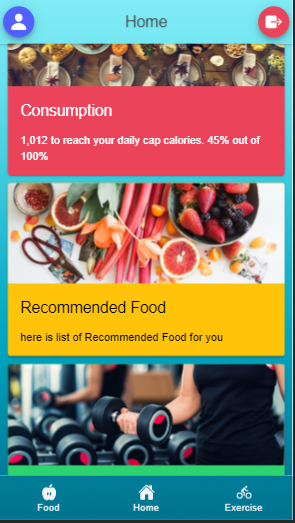 Home
Consumption
1,012 to reach your daily cap calories. 45% out of
100%
Recommended Food
here is list of Recommended Food for you
Food Home Exercise